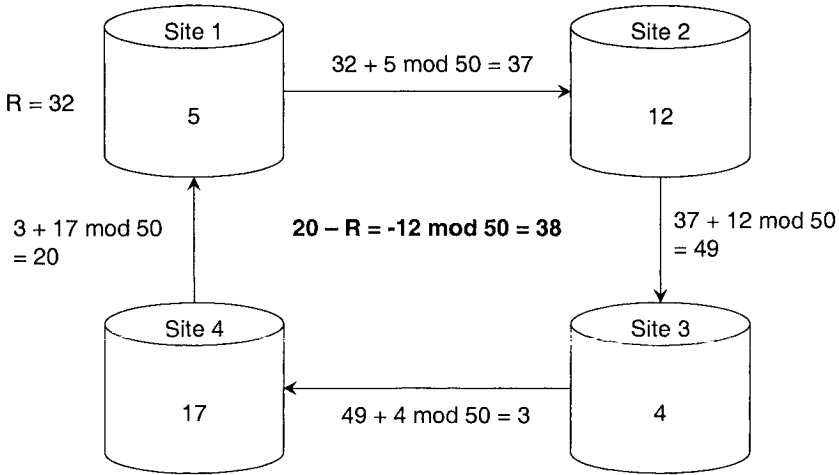 Site 1
Site 2
32 + 5 mod 50 = 37
R = 32
5
12
3 + 17 mod 50
= 20
20 – R = -12 mod 50 = 38
37 + 12 mod 50
= 49
Site 4
Site 3
17
49 + 4 mod 50 = 3
4